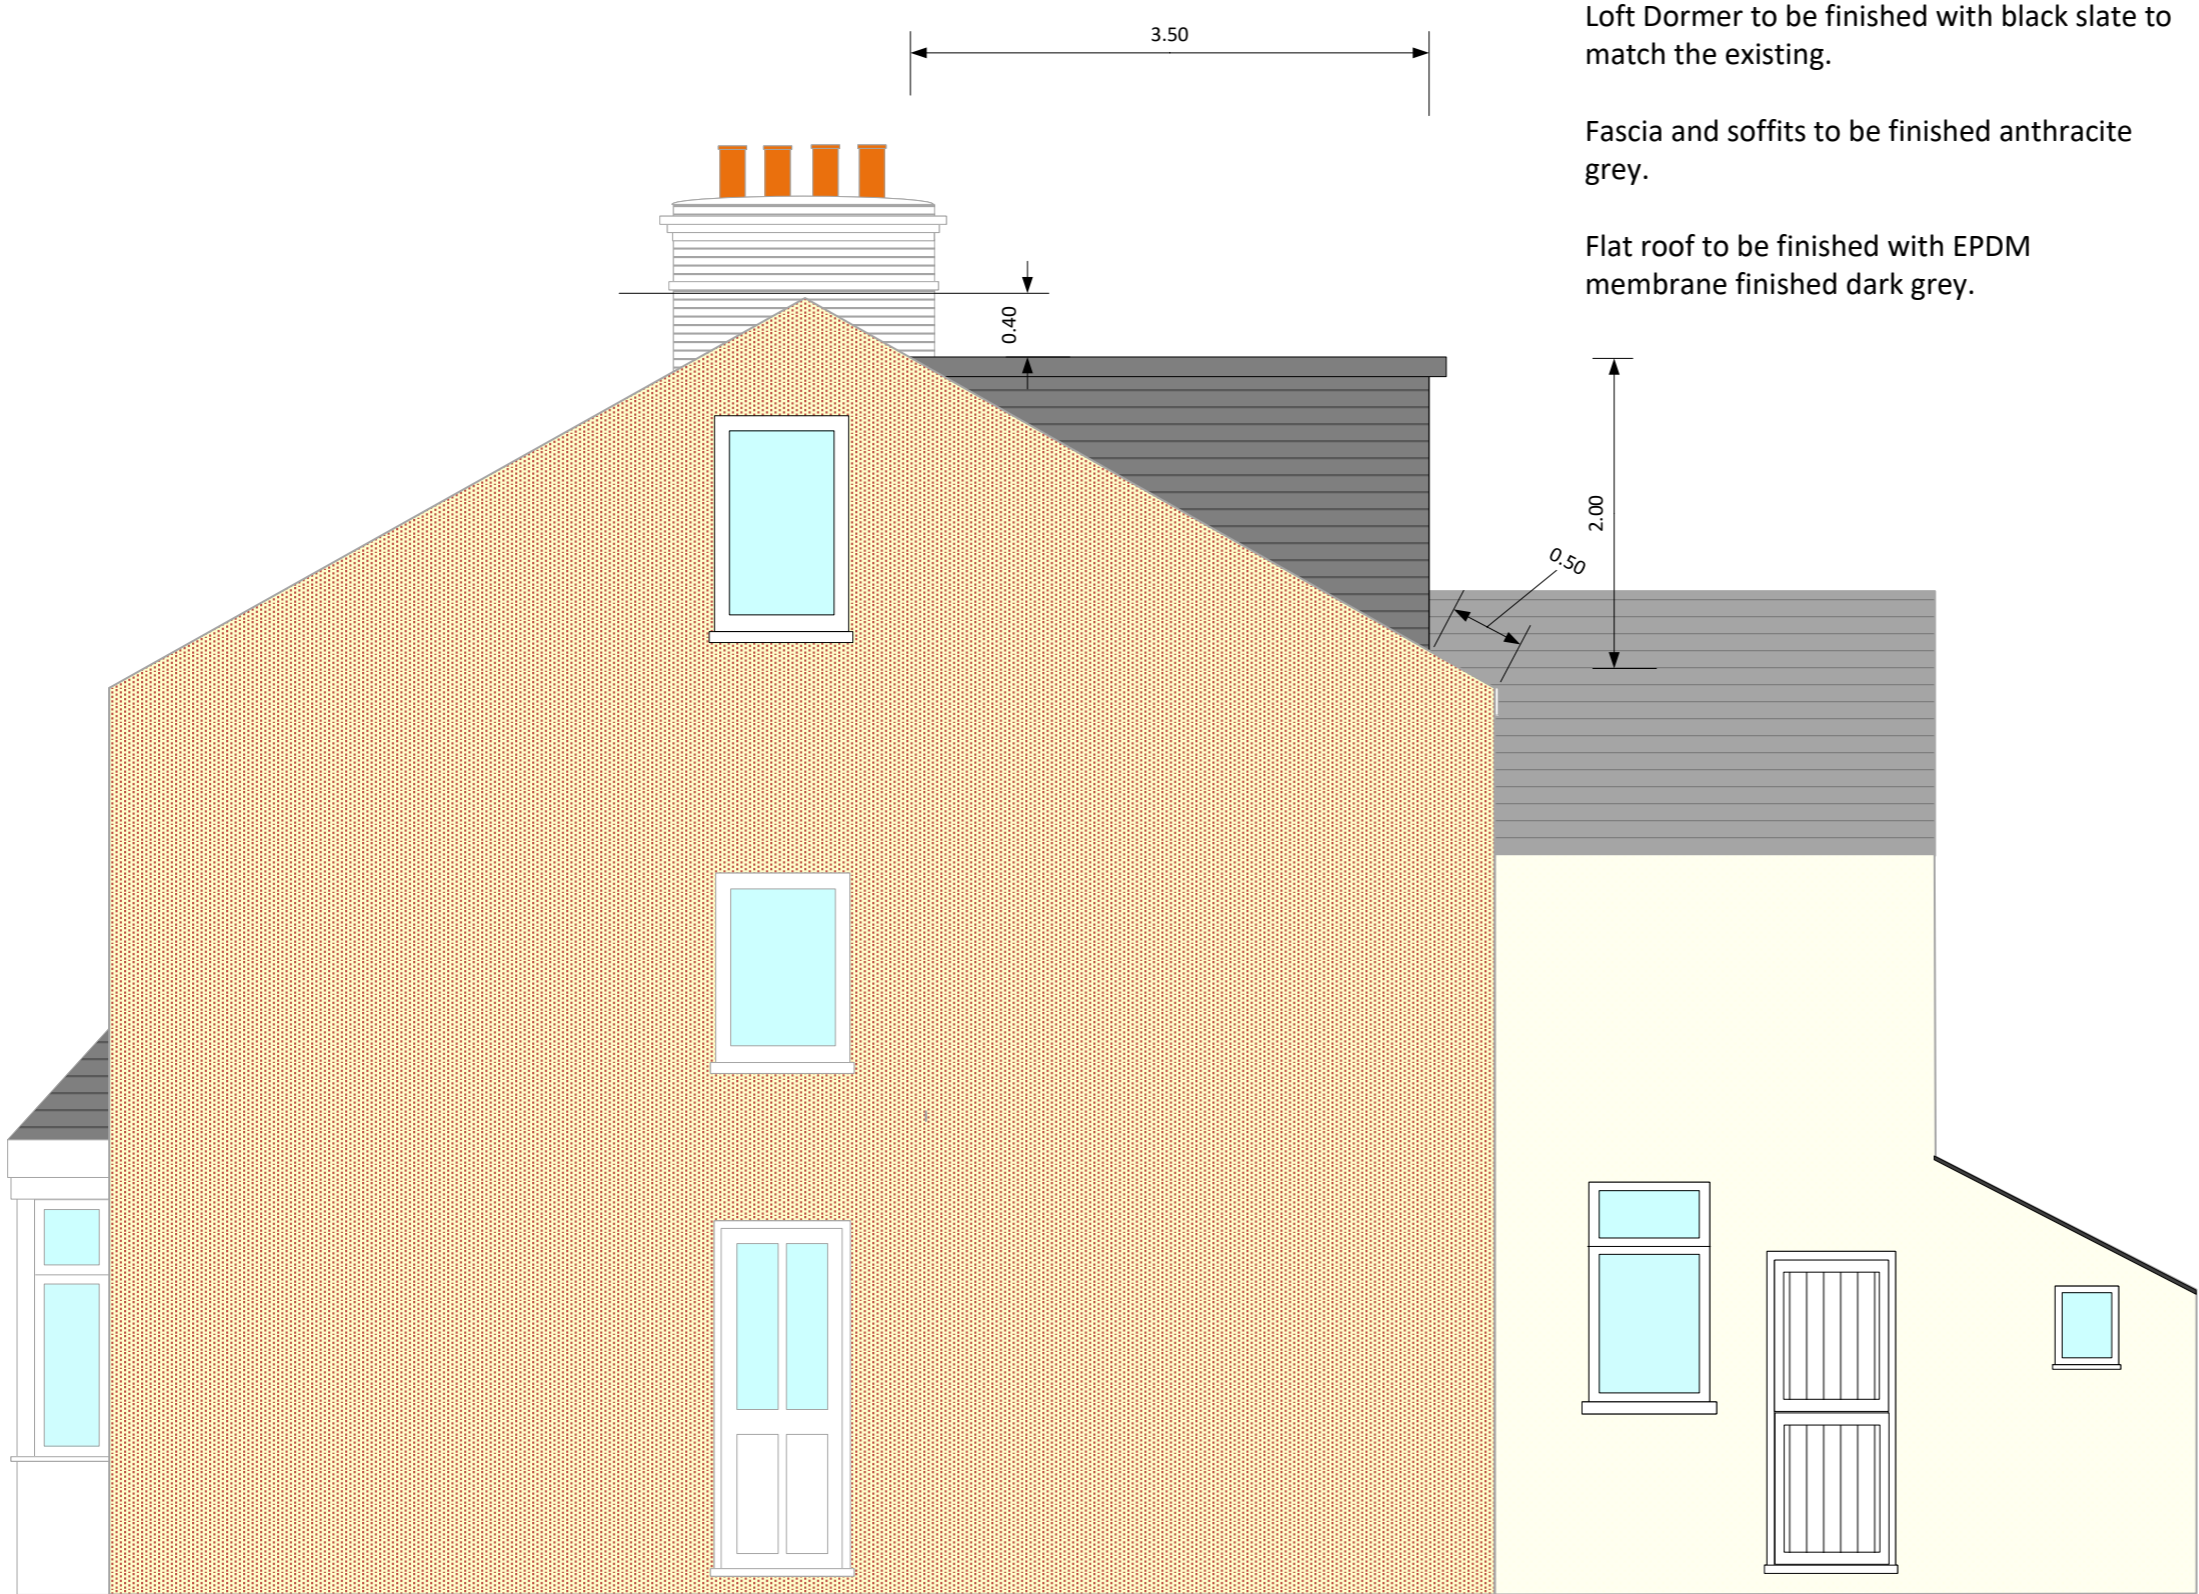 Loft Dormer to be finished with black slate to
match the existing.
3.50
Fascia and soffits to be finished anthracite
grey.
Flat roof to be finished with EPDM
membrane finished dark grey.
0.40
2.00
0.50